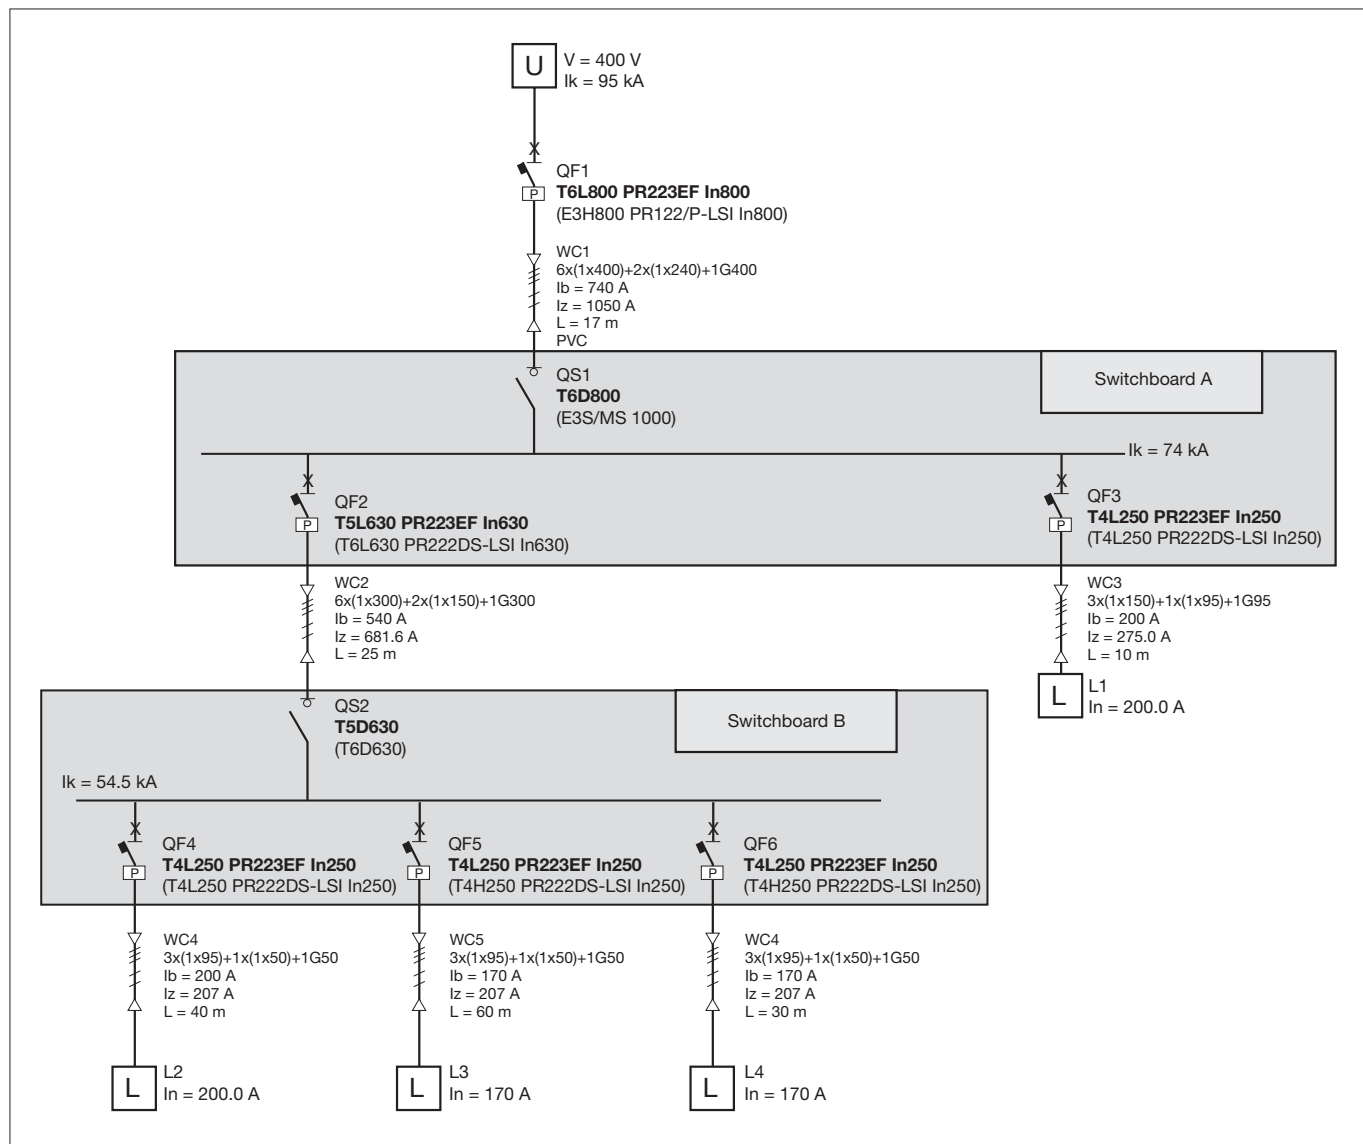 U
V = 400 V
Ik = 95 kA
QF1
P
T6L800 PR223EF In800
(E3H800 PR122/P-LSI In800)
WC1
6x(1x400)+2x(1x240)+1G400
Ib = 740 A
Iz = 1050 A
L = 17 m
PVC
QS1
T6D800
(E3S/MS 1000)
Switchboard A
Ik = 74 kA
QF2
P
T5L630 PR223EF In630
(T6L630 PR222DS-LSI In630)
QF3
P
T4L250 PR223EF In250
(T4L250 PR222DS-LSI In250)
WC2
6x(1x300)+2x(1x150)+1G300
Ib = 540 A
Iz = 681.6 A
L = 25 m
WC3
3x(1x150)+1x(1x95)+1G95
Ib = 200 A
Iz = 275.0 A
L = 10 m
L
L1
In = 200.0 A
QS2
T5D630
(T6D630)
Switchboard B
Ik = 54.5 kA
QF4
P
T4L250 PR223EF In250
(T4L250 PR222DS-LSI In250)
QF5
P
T4L250 PR223EF In250
(T4H250 PR222DS-LSI In250)
QF6
P
T4L250 PR223EF In250
(T4H250 PR222DS-LSI In250)
WC4
3x(1x95)+1x(1x50)+1G50
Ib = 200 A
Iz = 207 A
L = 40 m
WC5
3x(1x95)+1x(1x50)+1G50
Ib = 170 A
Iz = 207 A
L = 60 m
WC4
3x(1x95)+1x(1x50)+1G50
Ib = 170 A
Iz = 207 A
L = 30 m
L
L2
In = 200.0 A
L
L3
In = 170 A
L
L4
In = 170 A